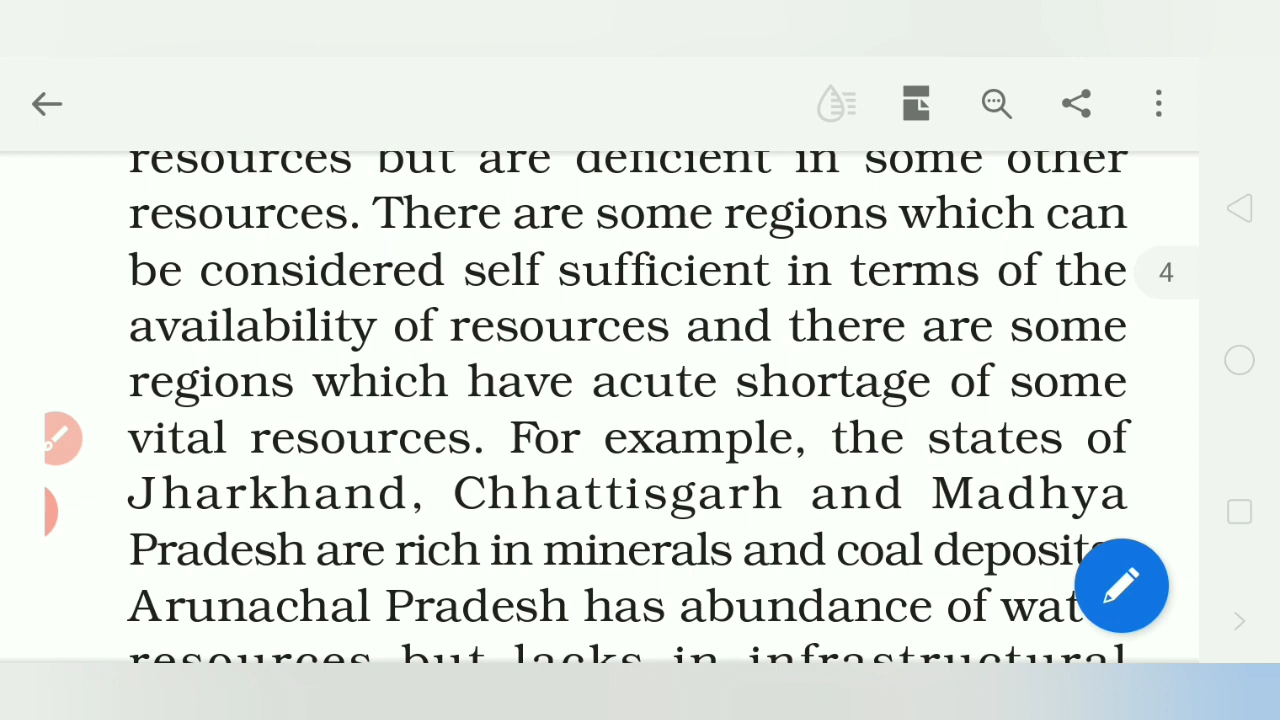 resources but are deficient in some other
resources. There are some regions which can
be considered self sufficient in terms of the
4
availability of resources and there are some
regions which have acute shortage of some
vital resources. For example, the states of
Jharkhand, Chhattisgarh and Madhya
Pradesh are rich in minerals and coal deposits
Arunachal Pradesh has abundance of wat
resources but lacks in infrastructural